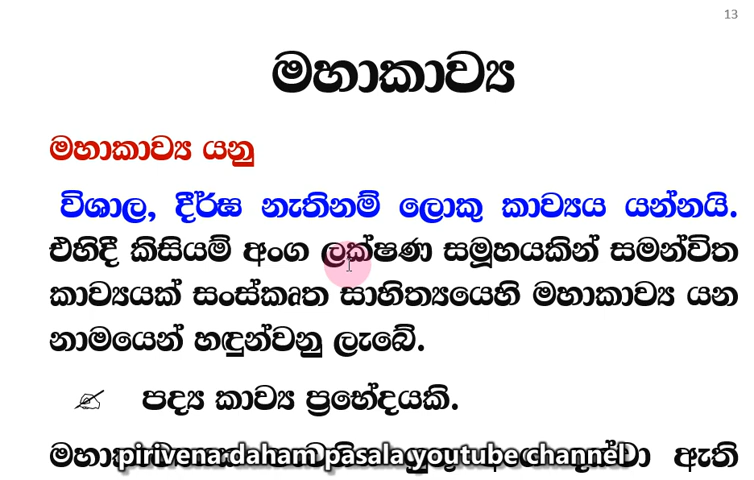 13
මහාකාව්‍ය
මහාකාව්‍ය යනු
විශාල, දීර්ඝ නැතිනම් ලොකු කාව්‍යය යන්නයි.
එහිදී කිසියම් අංග ලක්ෂණ සමූහයකින් සමන්විත
කාව්‍යයක් සංස්කෘත සාහිත්‍යයෙහි මහාකාව්‍ය යන
නාමයෙන් හඳුන්වනු ලැබේ.
පද්‍ය කාව්‍ය ප්‍රභේදයකි.
ඇති
pirivena daham pasala youtube channel